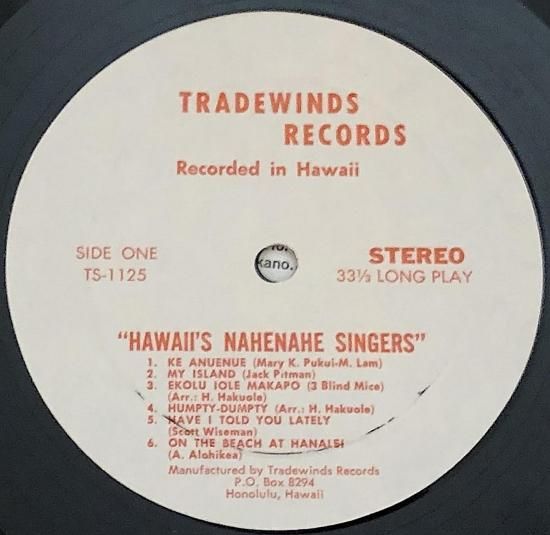 TRADEWINDS
RECORDS
Recorded in Hawaii
SIDE ONE
TS-1125
kano.
STEREO
33⅓ LONG PLAY
"HAWAII'S NAHENAHE SINGERS"
1. KE ANUENUE (Mary K. Pukui-M. Lam)
2. MY ISLAND (Jack Pitman)
3. EKOLU IOLE MAKAPO (3 Blind Mice)
(Arr.: H. Hakuole)
4. HUMPTY-DUMPTY (Arr.: H. Hakuole)
5. HAVE I TOLD YOU LATELY
(Scott Wiseman)
6. ON THE BEACH AT HANALEI
(A. Alohikea)
Manufactured by Tradewinds Records
P.O. Box 8294
Honolulu, Hawaii